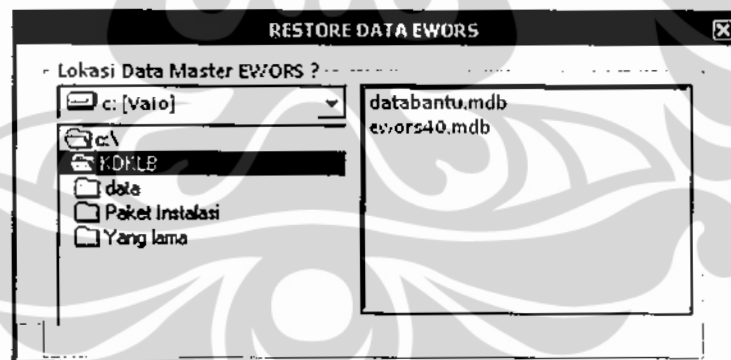 RESTORE DATA EWORS
Lokasi Data Master EWORS ?
c: [Vaio]
c:\
KDKLB
data
Paket Instalasi
Yang lama
databantu.mdb
ewors40.mdb